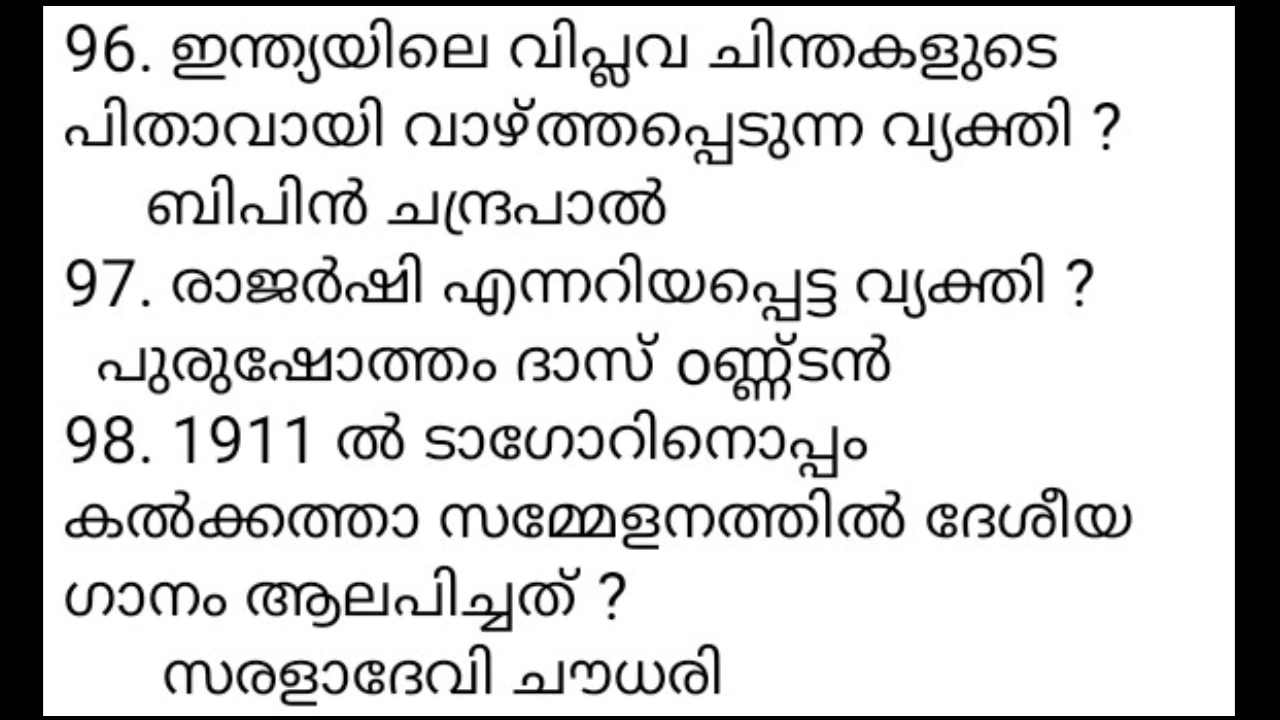 96. ഇന്ത്യയിലെ വിപ്ലവ ചിന്തകളുടെ
പിതാവായി വാഴ്ത്തപ്പെടുന്ന വ്യക്തി ?
ബിപിൻ ചന്ദ്രപാൽ
97. രാജർഷി എന്നറിയപ്പെട്ട വ്യക്തി ?
പുരുഷോത്തം ദാസ് ഠണ്ണ്ടൻ
98. 1911 ൽ ടാഗോറിനൊപ്പം
കൽക്കത്താ സമ്മേളനത്തിൽ ദേശീയ
ഗാനം ആലപിച്ചത് ?
സരളാദേവി ചൗധരി